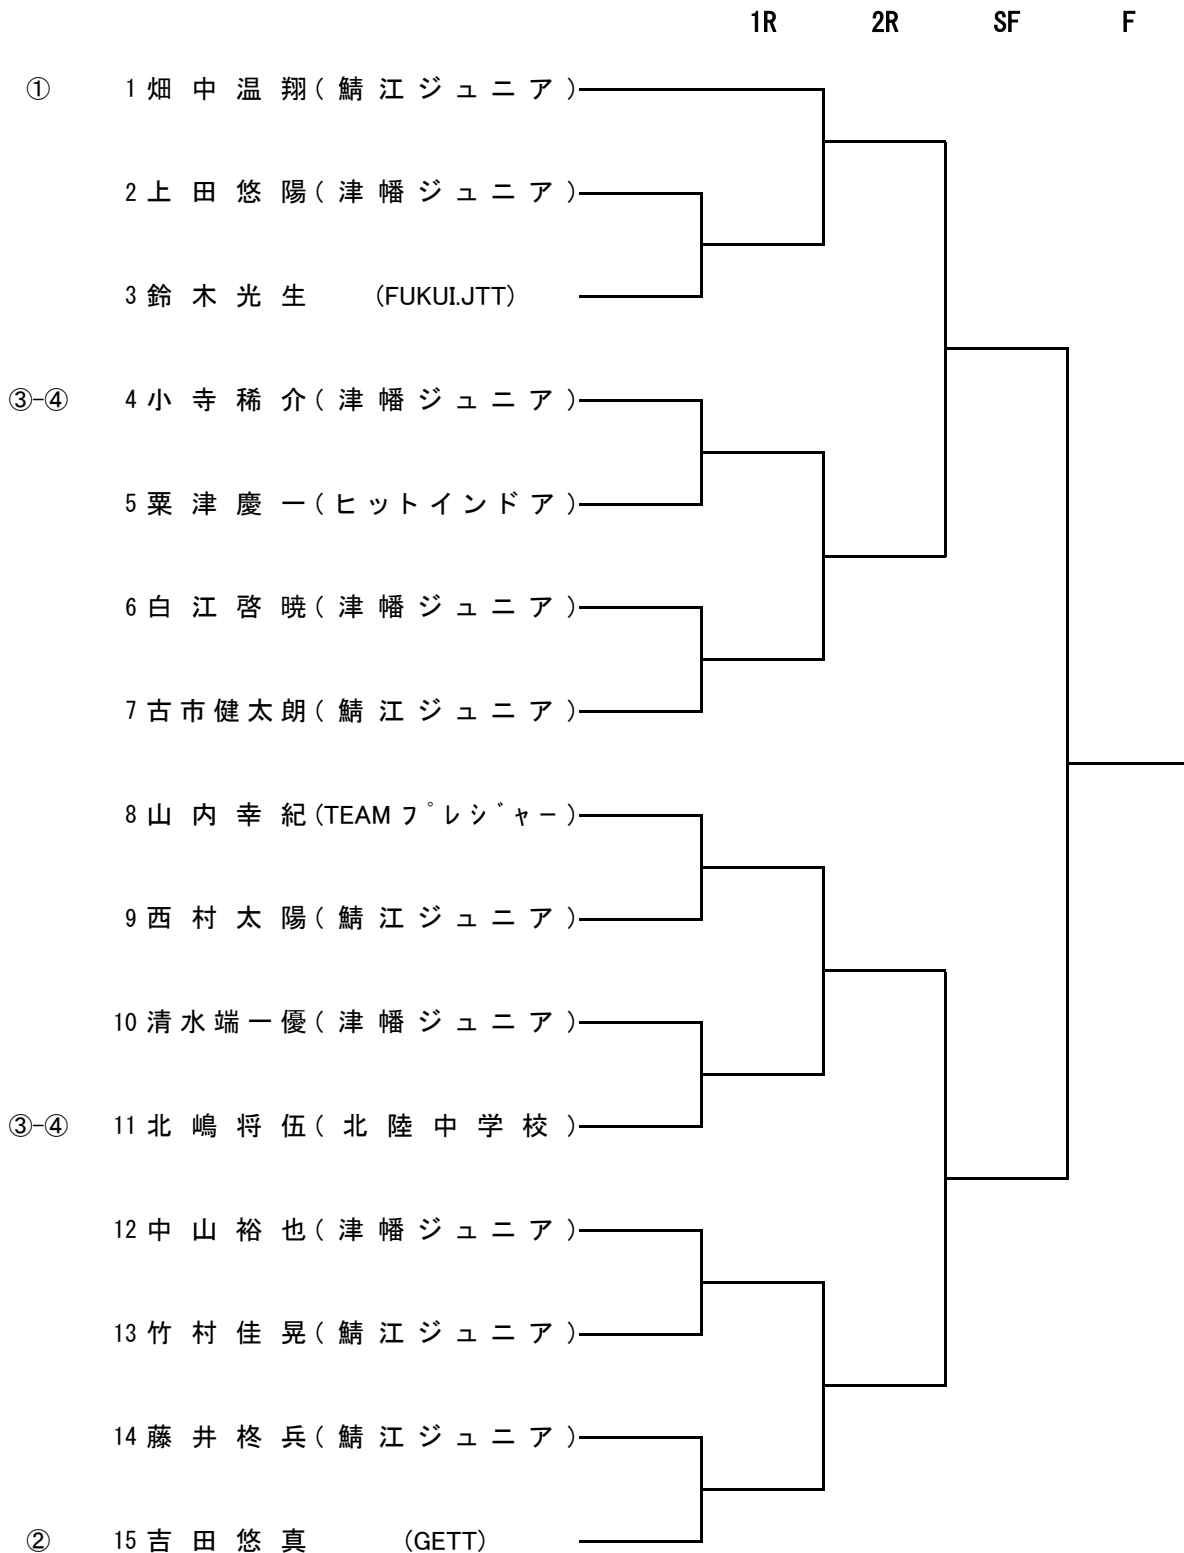 1R 2R SF F
① 1 畑中温翔(鯖江ジュニア)
2 上田悠陽(津幡ジュニア)
3 鈴木光生 (FUKUI.JTT)
③-④ 4 小寺稀介(津幡ジュニア)
5 粟津慶一(ヒットインドア)
6 白江啓暁(津幡ジュニア)
7 古市健太朗(鯖江ジュニア)
8 山内幸紀(TEAMプレジャー)
9 西村太陽(鯖江ジュニア)
10 清水端一優(津幡ジュニア)
③-④ 11 北嶋将伍(北陸中学校)
12 中山裕也(津幡ジュニア)
13 竹村佳晃(鯖江ジュニア)
14 藤井柊兵(鯖江ジュニア)
② 15 吉田悠真 (GETT)